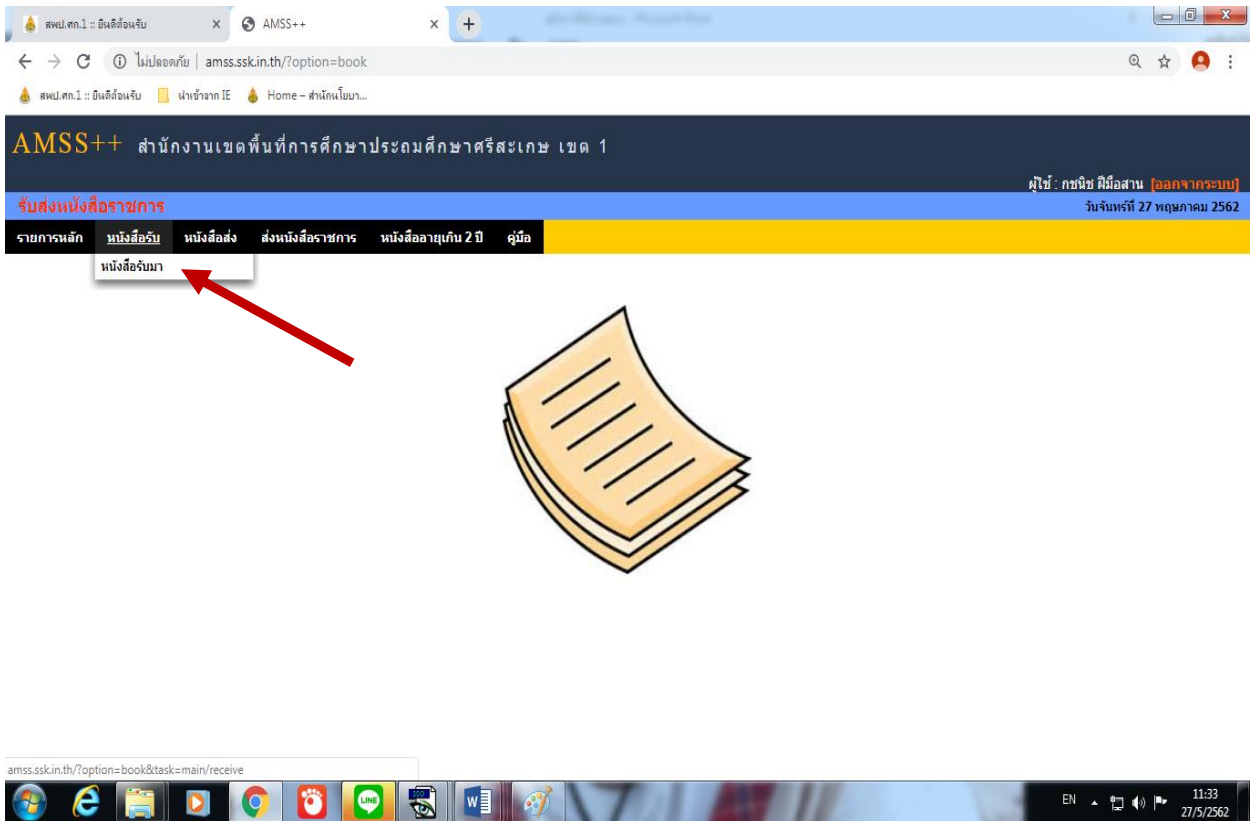 สพป.ศก.1 :: ยินดีต้อนรับ
AMSS++
ไม่ปลอดภัย | amss.ssk.in.th/?option=book
สพป.ศก.1 :: ยินดีต้อนรับ นำเข้าจาก IE Home – สำนักนโยบา...
AMSS++ สำนักงานเขตพื้นที่การศึกษาประถมศึกษาศรีสะเกษ เขต 1
ผู้ใช้ : กชนิช ฝีมือสาน [ออกจากระบบ]
รับส่งหนังสือราชการ วันจันทร์ที่ 27 พฤษภาคม 2562
รายการหลัก หนังสือรับ หนังสือส่ง ส่งหนังสือราชการ หนังสืออายุเกิน 2 ปี คู่มือ
หนังสือรับมา
amss.ssk.in.th/?option=book&task=main/receive
LINE
EN 11:33
27/5/2562